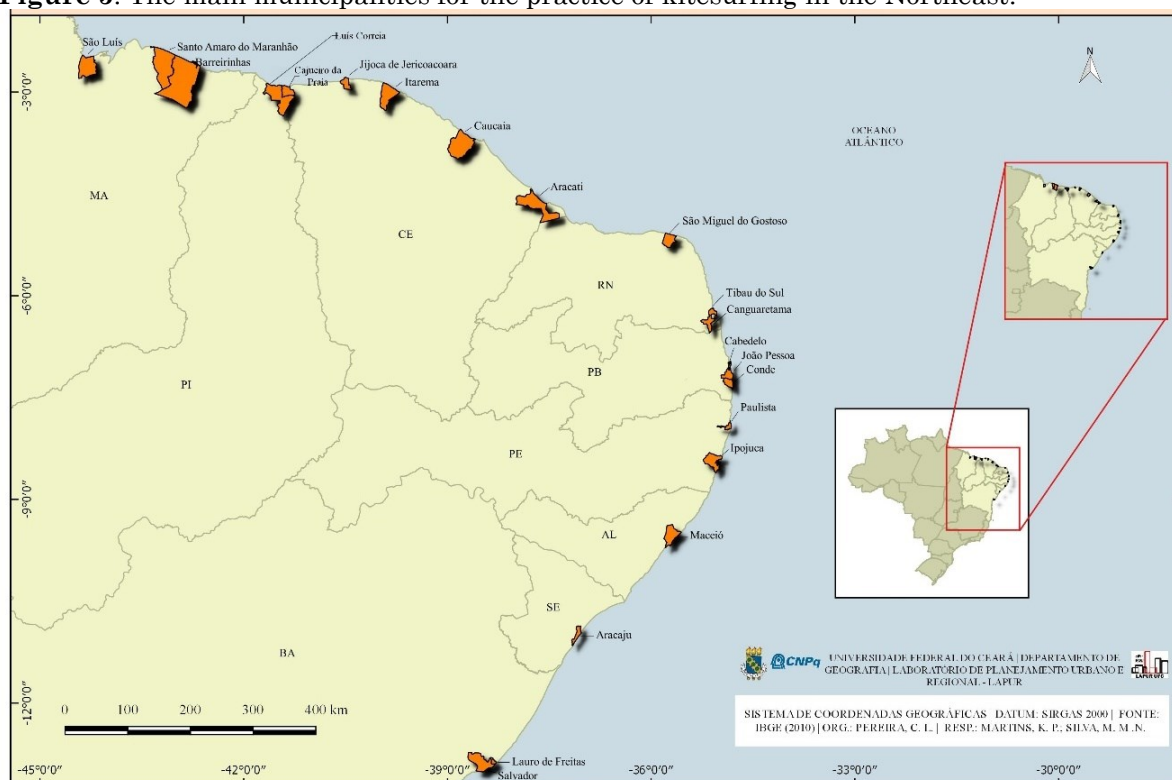 Figure 5: The main municipalities for the practice of kitesurfing in the Northeast.
São Luís
Santo Amaro do Maranhão
Barreirinhas
Luís Correia
Cajueiro da
Praia
Jijoca de Jericoacoara
Itarema
N
-3°0'0"
Caucaia
OCEANO
ATLÂNTICO
MA
Aracati
CE
São Miguel do Gostoso
RN
-6°0'0"
Tibau do Sul
Canguaretama
Cabedelo
João Pessoa
Conde
PB
PI
Paulista
Ipojuca
PE
-9°0'0"
AL
Maceió
SE
Aracaju
BA
CNPq
UNIVERSIDADE FEDERAL DO CEARÁ | DEPARTAMENTO DE
GEOGRAFIA | LABORATÓRIO DE PLANEJAMENTO URBANO E
REGIONAL - LAPUR
LAPUR UFC
-12°0'0"
0 100 200 300 400 km
SISTEMA DE COORDENADAS GEOGRÁFICAS DATUM: SIRGAS 2000 | FONTE:
IBGE (2010) | ORG.: PEREIRA, C. L. | RESP.: MARTINS, K. P.; SILVA, M. M. N.
Lauro de Freitas
Salvador
-45°0'0" -42°0'0" -39°0'0" -36°0'0" -33°0'0" -30°0'0"